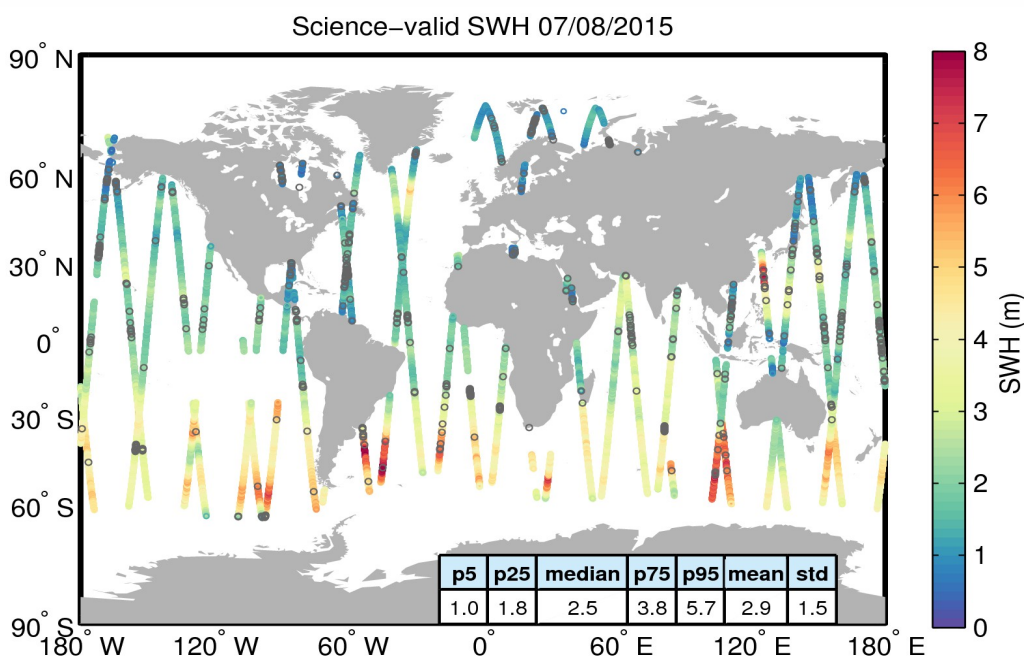 Science−valid SWH 07/08/2015
90° N
60° N
30° N
0°
30° S
60° S
90° S
180° W
120° W
60° W
0°
60° E
120° E
180° E
p5 p25 median p75 p95 mean std
1.0 1.8 2.5 3.8 5.7 2.9 1.5
8
7
6
5
4
3
2
1
0
SWH (m)